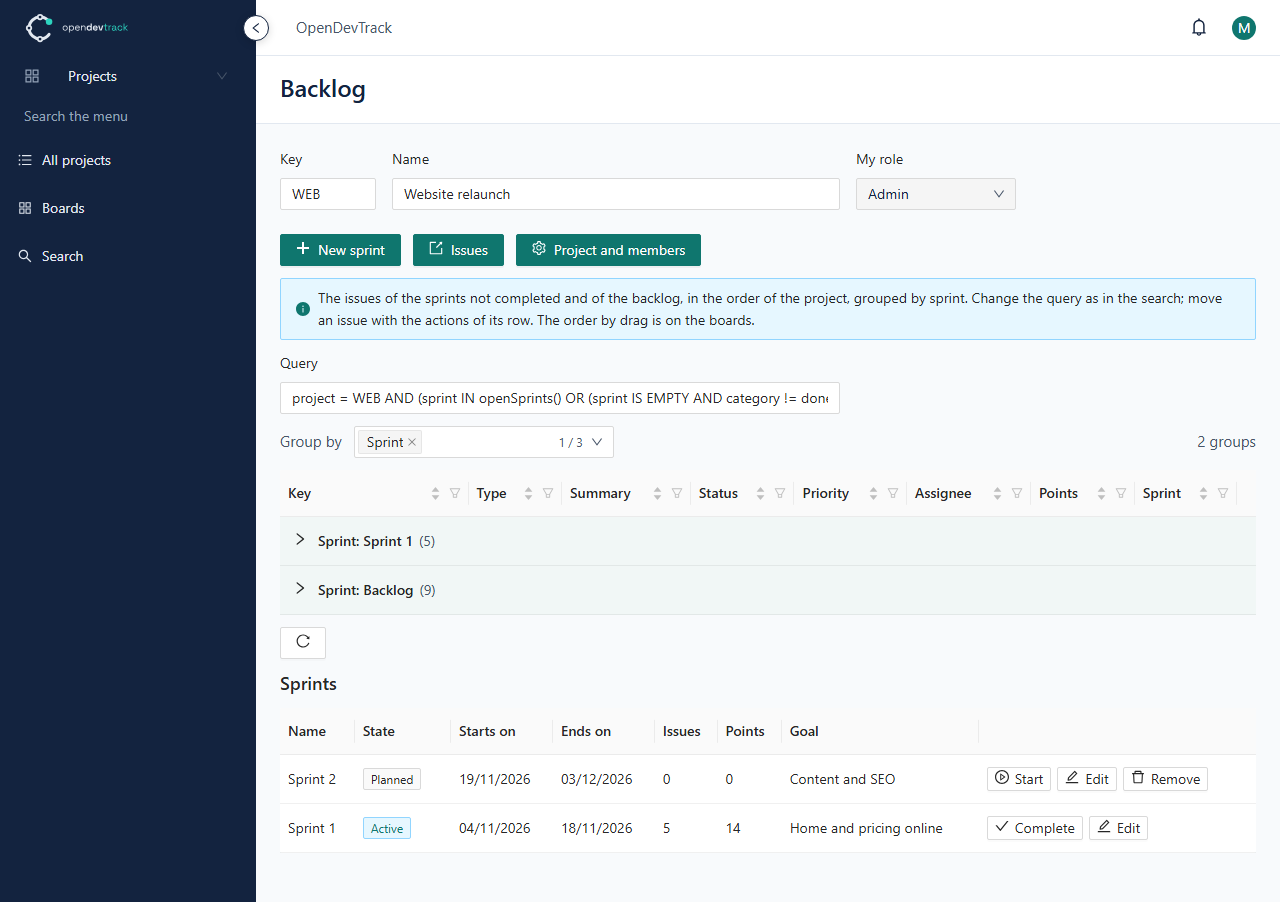 opendevtrack
OpenDevTrack
M
Projects
Search the menu
All projects
Boards
Search
Backlog
Key
Name
My role
WEB
Website relaunch
Admin
New sprint
Issues
Project and members
The issues of the sprints not completed and of the backlog, in the order of the project, grouped by sprint. Change the query as in the search; move
an issue with the actions of its row. The order by drag is on the boards.
Query
project = WEB AND (sprint IN openSprints() OR (sprint IS EMPTY AND category != done
Group by
Sprint
1 / 3
2 groups
Key Type Summary Status Priority Assignee Points Sprint
Sprint: Sprint 1 (5)
Sprint: Backlog (9)
Sprints
Name State Starts on Ends on Issues Points Goal
Sprint 2 Planned 19/11/2026 03/12/2026 0 0 Content and SEO Start Edit Remove
Sprint 1 Active 04/11/2026 18/11/2026 5 14 Home and pricing online Complete Edit